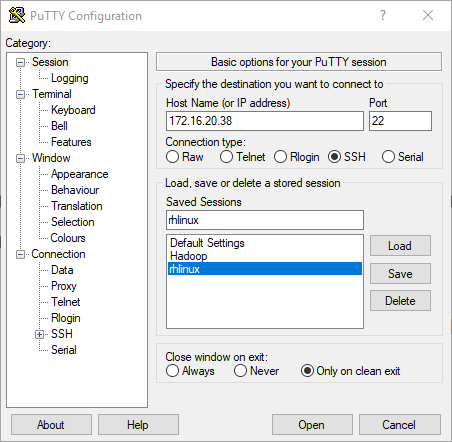 PuTTY Configuration
?
Category:
Session
Logging
Terminal
Keyboard
Bell
Features
Window
Appearance
Behaviour
Translation
Selection
Colours
Connection
Data
Proxy
Telnet
Rlogin
SSH
Serial
Basic options for your PuTTY session
Specify the destination you want to connect to
Host Name (or IP address) Port
172.16.20.38 22
Connection type:
Raw Telnet Rlogin SSH Serial
Load, save or delete a stored session
Saved Sessions
rhlinux
Default Settings
Hadoop
rhlinux
Load
Save
Delete
Close window on exit:
Always Never Only on clean exit
About Help Open Cancel